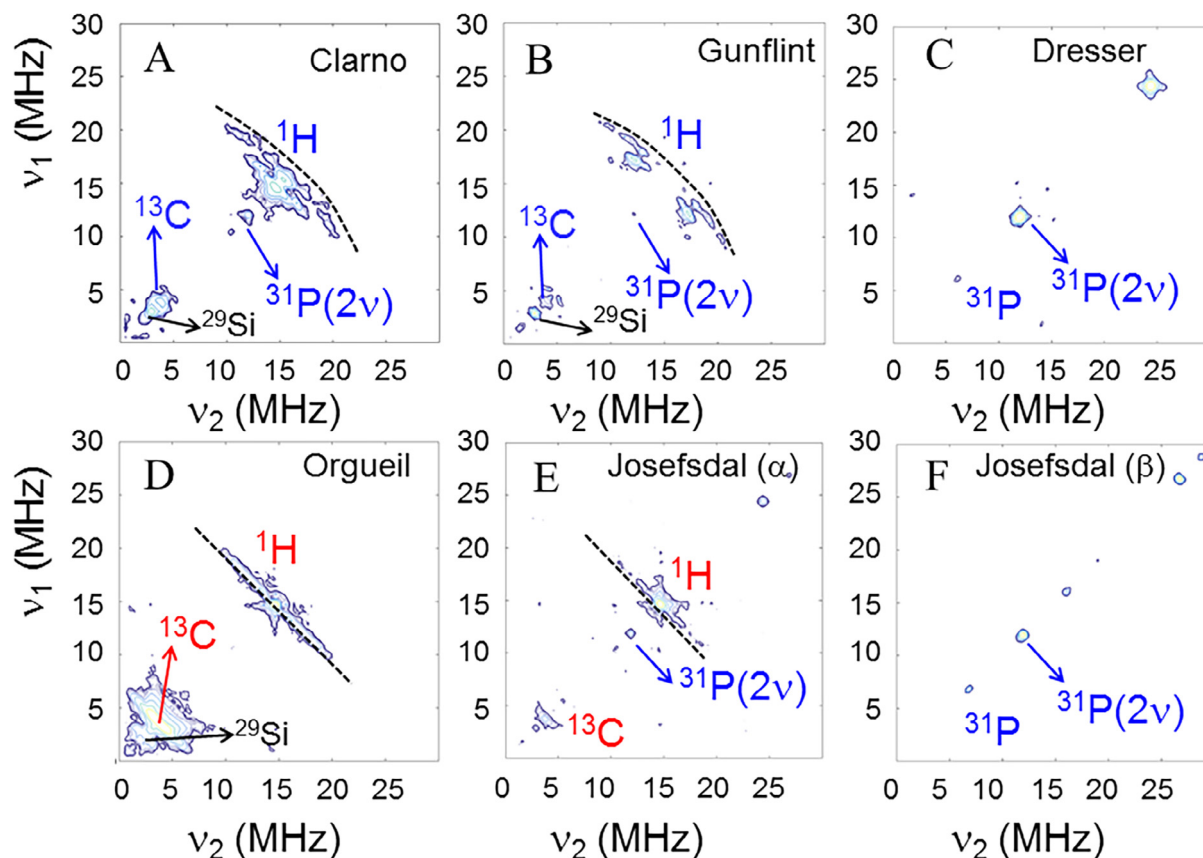 A
Clarno
¹H
¹³C
³¹P(2ν)
²⁹Si
ν₁ (MHz)
30
25
20
15
10
5
0 5 10 15 20 25
ν₂ (MHz)
B
Gunflint
¹H
¹³C
³¹P(2ν)
²⁹Si
30
25
20
15
10
5
0 5 10 15 20 25
ν₂ (MHz)
C
Dresser
³¹P
³¹P(2ν)
30
25
20
15
10
5
0 5 10 15 20 25
ν₂ (MHz)
D
Orgueil
¹H
¹³C
²⁹Si
ν₁ (MHz)
30
25
20
15
10
5
0 5 10 15 20 25
ν₂ (MHz)
E
Josefsdal (α)
¹H
³¹P(2ν)
¹³C
30
25
20
15
10
5
0 5 10 15 20 25
ν₂ (MHz)
F
Josefsdal (β)
³¹P
³¹P(2ν)
30
25
20
15
10
5
0 5 10 15 20 25
ν₂ (MHz)